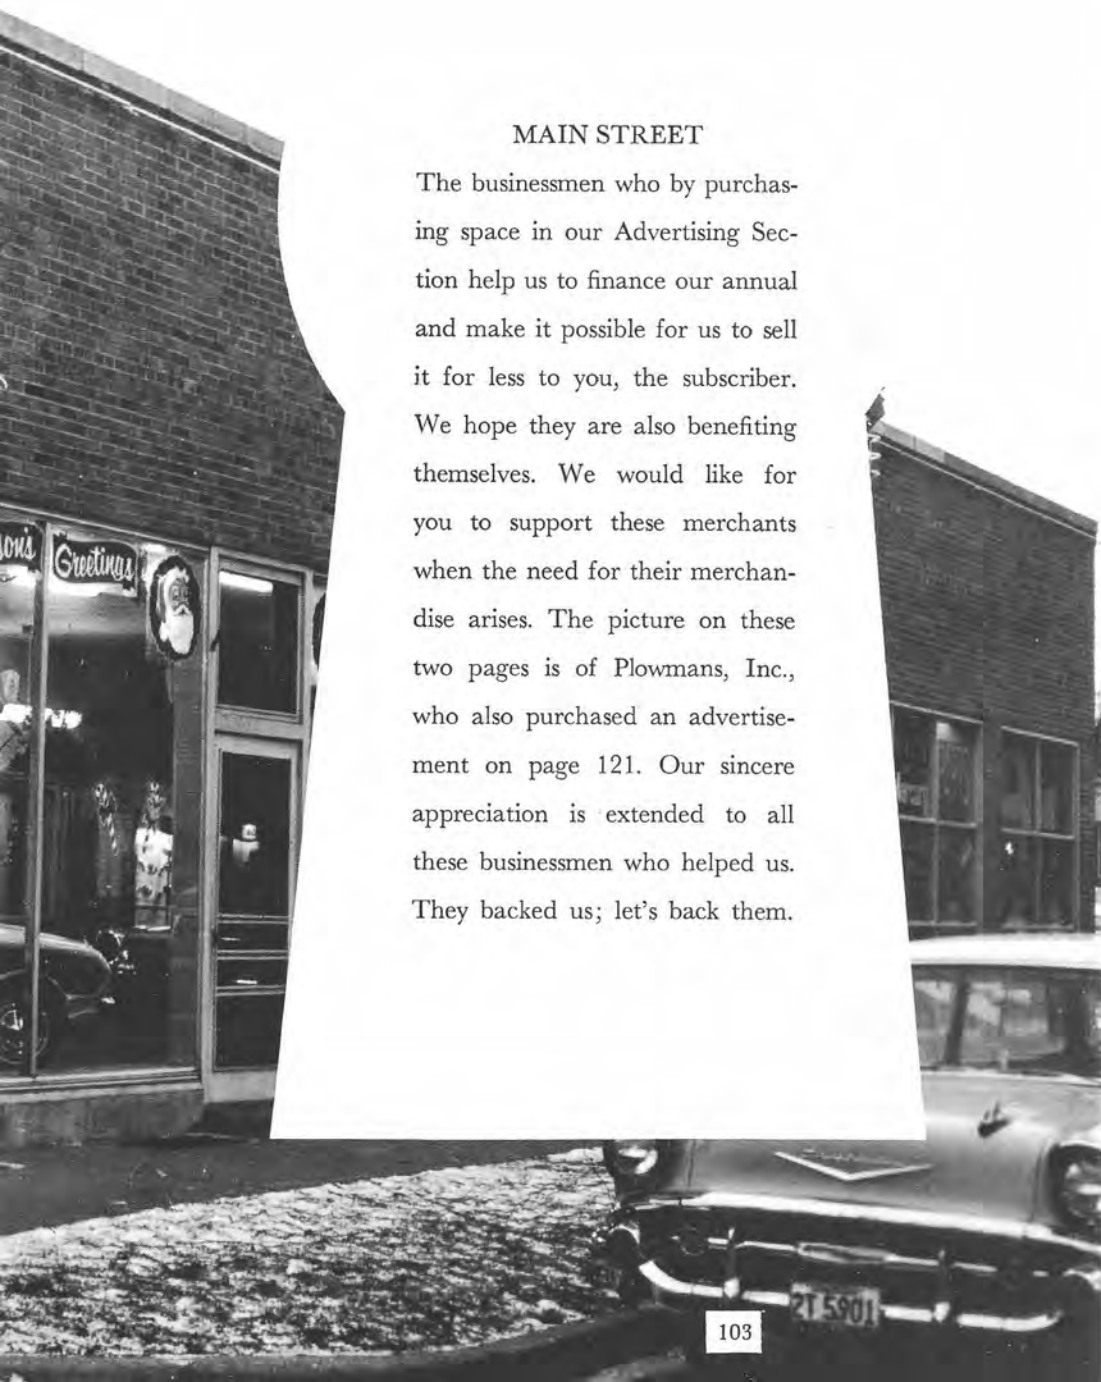 MAIN STREET
The businessmen who by purchas-
ing space in our Advertising Sec-
tion help us to finance our annual
and make it possible for us to sell
it for less to you, the subscriber.
We hope they are also benefiting
themselves. We would like for
you to support these merchants
when the need for their merchan-
dise arises. The picture on these
two pages is of Plowmans, Inc.,
who also purchased an advertise-
ment on page 121. Our sincere
appreciation is extended to all
these businessmen who helped us.
They backed us; let's back them.
son's Greetings
2T 5901
103